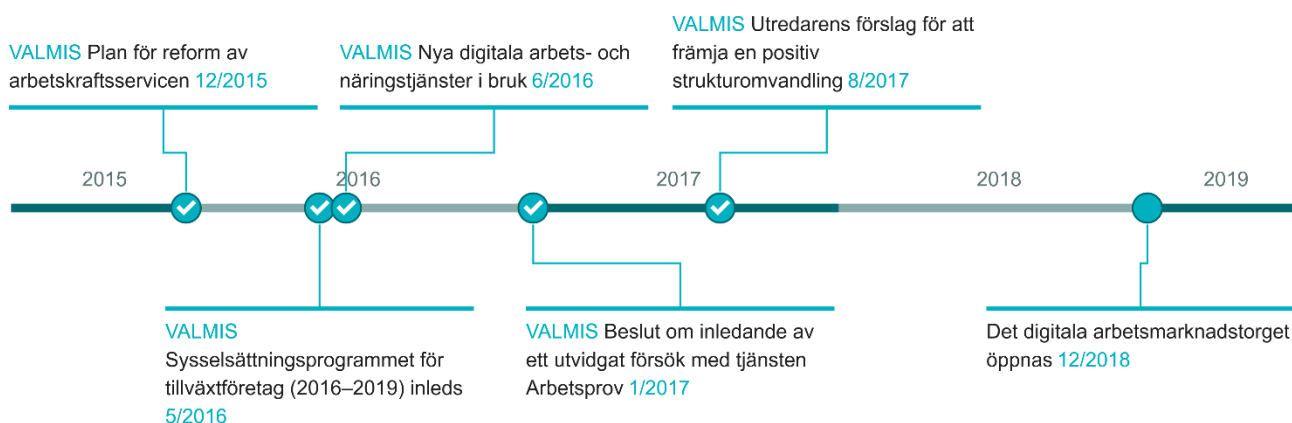 VALMIS Plan för reform av
arbetskraftsservicen 12/2015
VALMIS Nya digitala arbets- och
näringstjänster i bruk 6/2016
VALMIS Utredarens förslag för att
främja en positiv
strukturomvandling 8/2017
2015
2016
2017
2018
2019
VALMIS
Sysselsättningsprogrammet för
tillväxtföretag (2016–2019) inleds
5/2016
VALMIS Beslut om inledande av
ett utvidgat försök med tjänsten
Arbetsprov 1/2017
Det digitala arbetsmarknadstorget
öppnas 12/2018